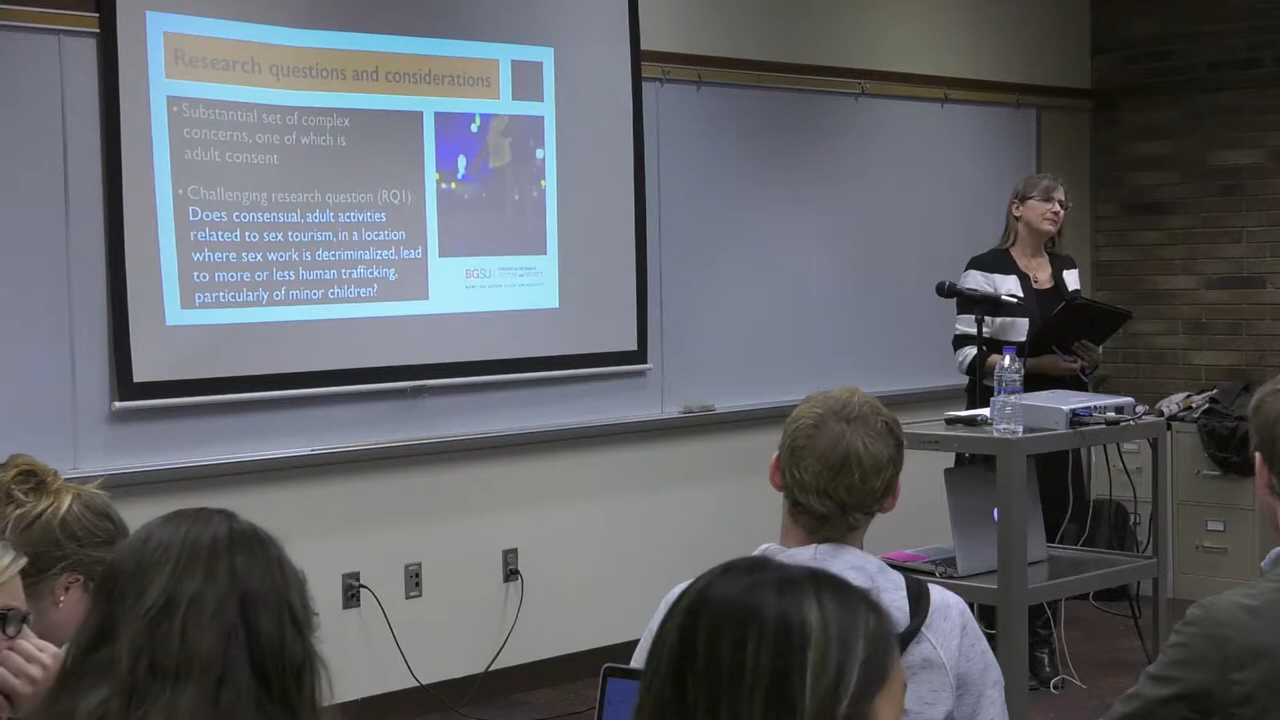 Research questions and considerations
• Substantial set of complex
concerns, one of which is
adult consent
• Challenging research question (RQ1):
Does consensual, adult activities
related to sex tourism, in a location
where sex work is decriminalized, lead
to more or less human trafficking,
particularly of minor children?
BGSU